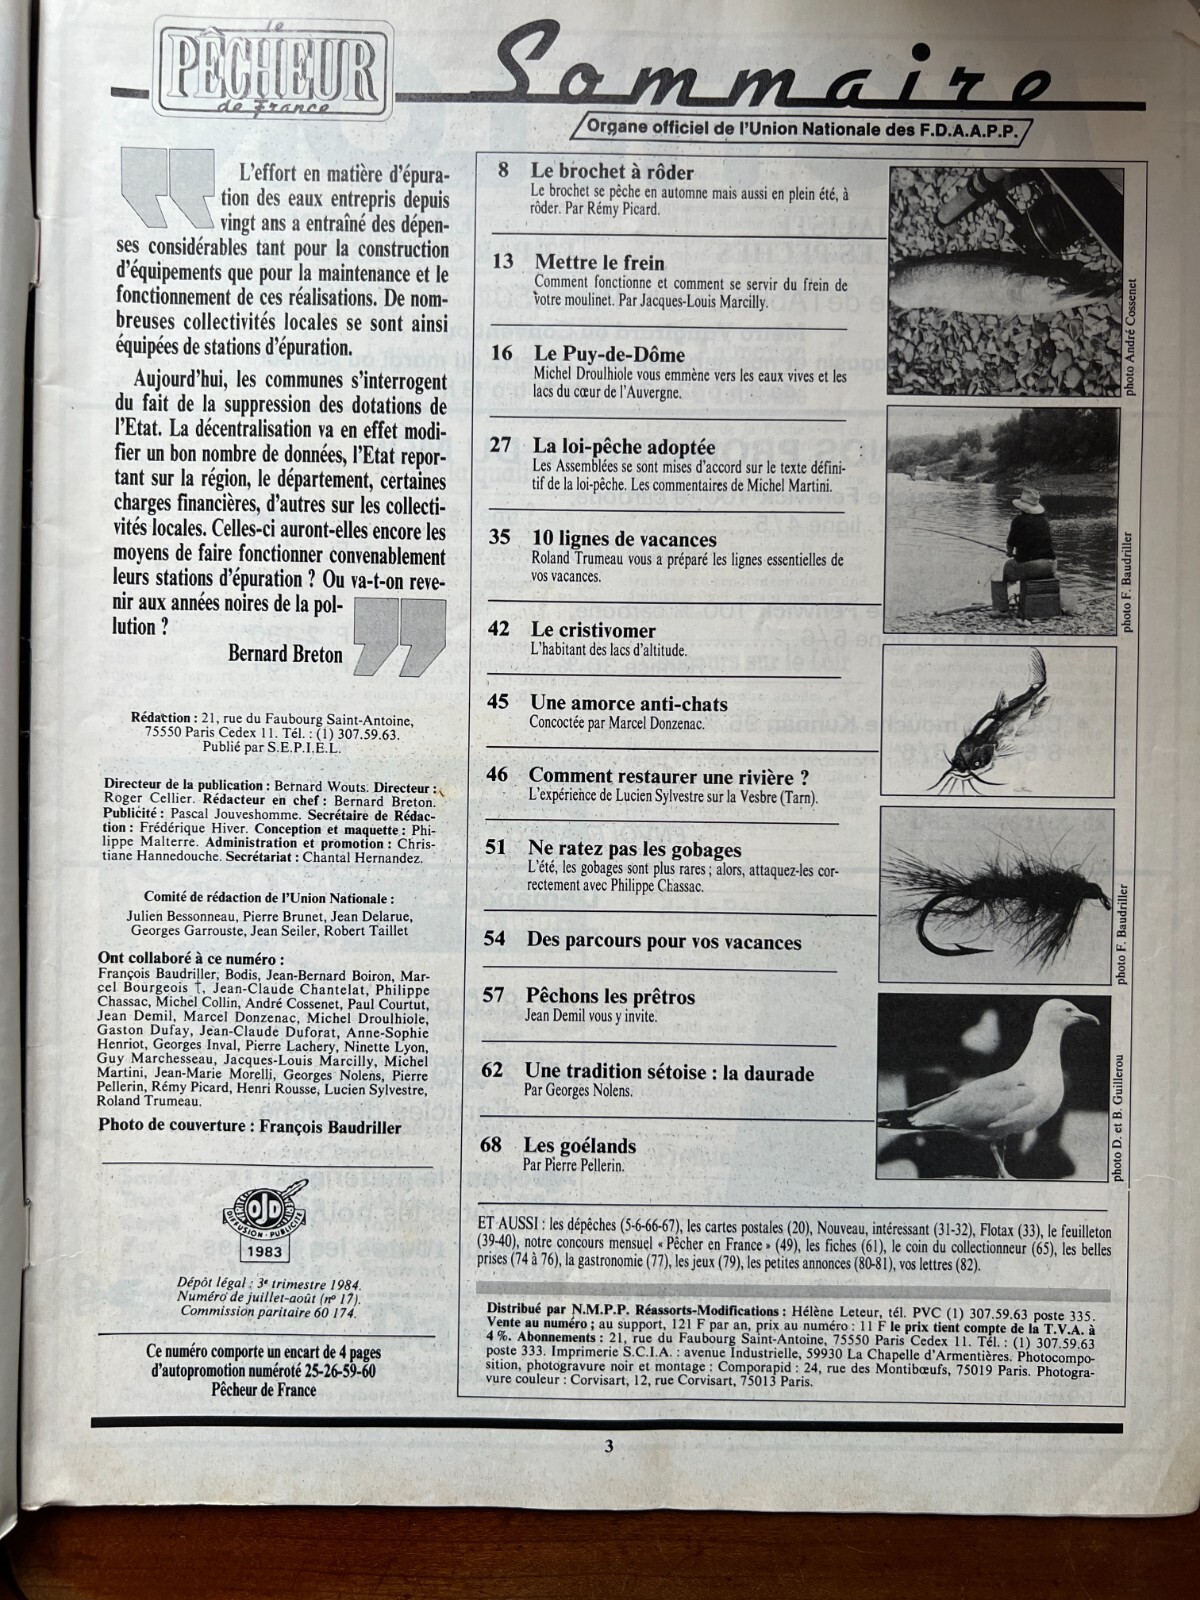 le
PÊCHEUR
de France
Sommaire
Organe officiel de l'Union Nationale des F.D.A.A.P.P.
L'effort en matière d'épura-
tion des eaux entrepris depuis
vingt ans a entraîné des dépen-
ses considérables tant pour la construction
d'équipements que pour la maintenance et le
fonctionnement de ces réalisations. De nom-
breuses collectivités locales se sont ainsi
équipées de stations d'épuration.
Aujourd'hui, les communes s'interrogent
du fait de la suppression des dotations de
l'Etat. La décentralisation va en effet modi-
fier un bon nombre de données, l'Etat repor-
tant sur la région, le département, certaines
charges financières, d'autres sur les collecti-
vités locales. Celles-ci auront-elles encore les
moyens de faire fonctionner convenablement
leurs stations d'épuration ? Ou va-t-on reve-
nir aux années noires de la pol-
lution ?
Bernard Breton
Rédaction : 21, rue du Faubourg Saint-Antoine,
75550 Paris Cedex 11. Tél. : (1) 307.59.63.
Publié par S.E.P.I.E.L.
Directeur de la publication : Bernard Wouts. Directeur :
Roger Cellier. Rédacteur en chef : Bernard Breton.
Publicité : Pascal Jouveshomme. Secrétaire de Rédac-
tion : Frédérique Hiver. Conception et maquette : Phi-
lippe Malterre. Administration et promotion : Chris-
tiane Hannedouche. Secrétariat : Chantal Hernandez.
Comité de rédaction de l'Union Nationale :
Julien Bessonneau, Pierre Brunet, Jean Delarue,
Georges Garrouste, Jean Seiler, Robert Taillet
Ont collaboré à ce numéro :
François Baudriller, Bodis, Jean-Bernard Boiron, Mar-
cel Bourgeois †, Jean-Claude Chantelat, Philippe
Chassac, Michel Collin, André Cossenet, Paul Courtut,
Jean Demil, Marcel Donzenac, Michel Droulhiole,
Gaston Dufay, Jean-Claude Duforat, Anne-Sophie
Henriot, Georges Inval, Pierre Lachery, Ninette Lyon,
Guy Marchesseau, Jacques-Louis Marcilly, Michel
Martini, Jean-Marie Morelli, Georges Nolens, Pierre
Pellerin, Rémy Picard, Henri Rousse, Lucien Sylvestre,
Roland Trumeau.
Photo de couverture : François Baudriller
OJD
DIFFUSION-PUBLICITÉ
1983
Dépôt légal : 3e trimestre 1984.
Numéro de juillet-août (n° 17).
Commission paritaire 60 174.
Ce numéro comporte un encart de 4 pages
d'autopromotion numéroté 25-26-59-60
Pêcheur de France
8 Le brochet à rôder
Le brochet se pêche en automne mais aussi en plein été, à
rôder. Par Rémy Picard.
13 Mettre le frein
Comment fonctionne et comment se servir du frein de
votre moulinet. Par Jacques-Louis Marcilly.
16 Le Puy-de-Dôme
Michel Droulhiole vous emmène vers les eaux vives et les
lacs du cœur de l'Auvergne.
27 La loi-pêche adoptée
Les Assemblées se sont mises d'accord sur le texte défini-
tif de la loi-pêche. Les commentaires de Michel Martini.
35 10 lignes de vacances
Roland Trumeau vous a préparé les lignes essentielles de
vos vacances.
42 Le cristivomer
L'habitant des lacs d'altitude.
45 Une amorce anti-chats
Concoctée par Marcel Donzenac.
46 Comment restaurer une rivière ?
L'expérience de Lucien Sylvestre sur la Vesbre (Tarn).
51 Ne ratez pas les gobages
L'été, les gobages sont plus rares ; alors, attaquez-les cor-
rectement avec Philippe Chassac.
54 Des parcours pour vos vacances
57 Pêchons les prêtros
Jean Demil vous y invite.
62 Une tradition sétoise : la daurade
Par Georges Nolens.
68 Les goélands
Par Pierre Pellerin.
photo André Cossenet
photo F. Baudriller
photo F. Baudriller
photo D. et B. Guillerou
ET AUSSI : les dépêches (5-6-66-67), les cartes postales (20), Nouveau, intéressant (31-32), Flotax (33), le feuilleton
(39-40), notre concours mensuel « Pêcher en France » (49), les fiches (61), le coin du collectionneur (65), les belles
prises (74 à 76), la gastronomie (77), les jeux (79), les petites annonces (80-81), vos lettres (82).
Distribué par N.M.P.P. Réassorts-Modifications : Hélène Leteur, tél. PVC (1) 307.59.63 poste 335.
Vente au numéro ; au support, 121 F par an, prix au numéro : 11 F le prix tient compte de la T.V.A. à
4 %. Abonnements : 21, rue du Faubourg Saint-Antoine, 75550 Paris Cedex 11. Tél. : (1) 307.59.63
poste 333. Imprimerie S.C.I.A. : avenue Industrielle, 59930 La Chapelle d'Armentières. Photocompo-
sition, photogravure noir et montage : Comporapid : 24, rue des Montibœufs, 75019 Paris. Photogra-
vure couleur : Corvisart, 12, rue Corvisart, 75013 Paris.
3